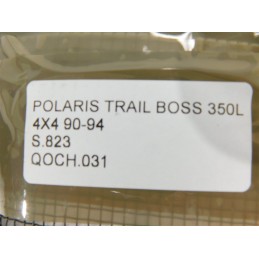 POLARIS TRAIL BOSS 350L
4X4 90-94
S.823
QOCH.031